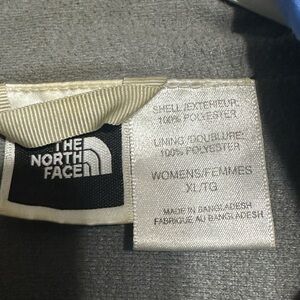 THE
NORTH
FACE
SHELL/EXTERIEUR:
100% POLYESTER
LINING/DOUBLURE:
100% POLYESTER
WOMENS/FEMMES
XL/TG
MADE IN BANGLADESH
FABRIQUE AU BANGLADESH